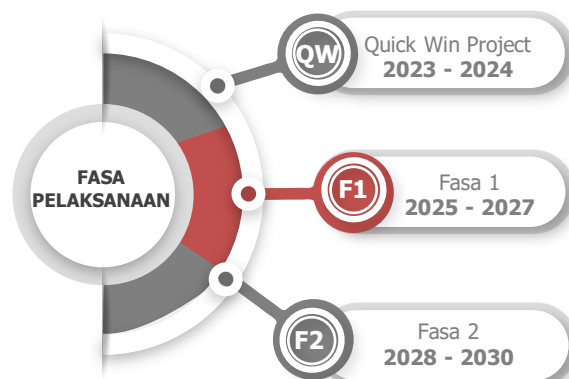 FASA
PELAKSANAAN
QW
Quick Win Project
2023 - 2024
F1
Fasa 1
2025 - 2027
F2
Fasa 2
2028 - 2030